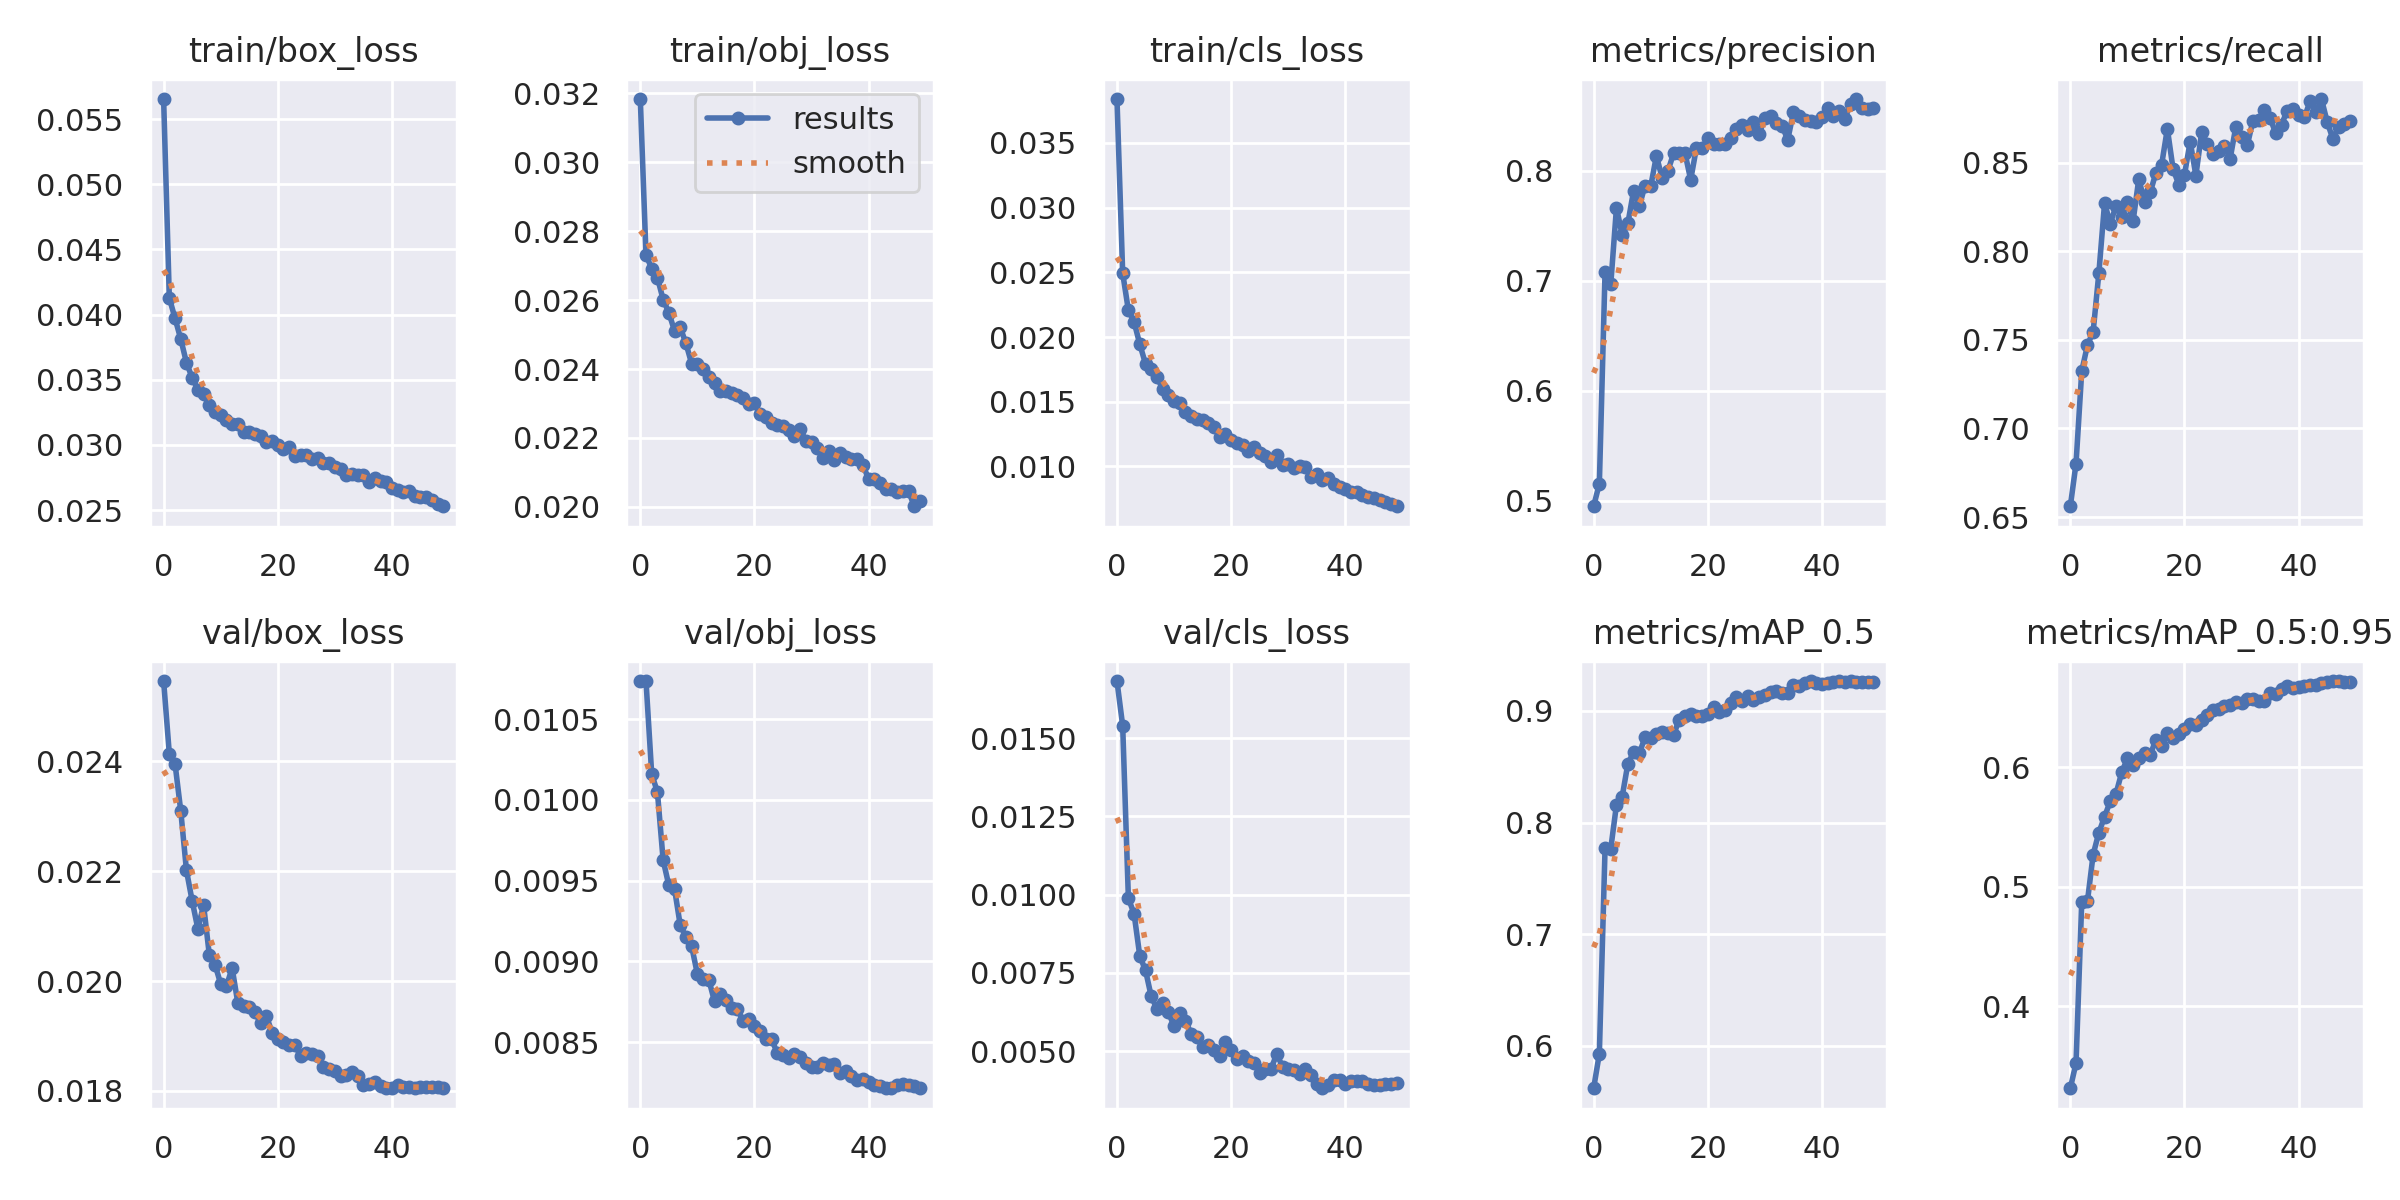 train/box_loss
0.055
0.050
0.045
0.040
0.035
0.030
0.025
0 20 40
train/obj_loss
results
smooth
0.032
0.030
0.028
0.026
0.024
0.022
0.020
0 20 40
train/cls_loss
0.035
0.030
0.025
0.020
0.015
0.010
0 20 40
metrics/precision
0.8
0.7
0.6
0.5
0 20 40
metrics/recall
0.85
0.80
0.75
0.70
0.65
0 20 40
val/box_loss
0.024
0.022
0.020
0.018
0 20 40
val/obj_loss
0.0105
0.0100
0.0095
0.0090
0.0085
0 20 40
val/cls_loss
0.0150
0.0125
0.0100
0.0075
0.0050
0 20 40
metrics/mAP_0.5
0.9
0.8
0.7
0.6
0 20 40
metrics/mAP_0.5:0.95
0.6
0.5
0.4
0 20 40